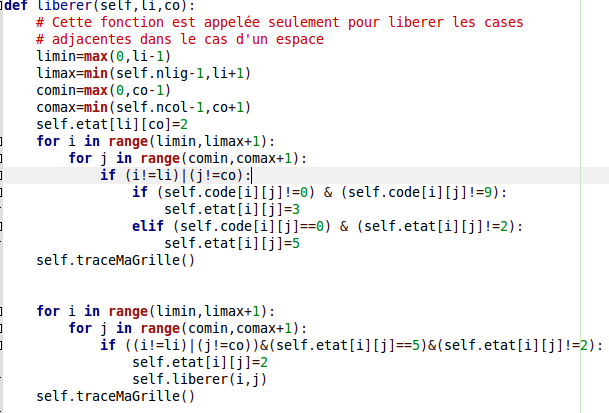 def liberer(self,li,co):
    # Cette fonction est appelée seulement pour liberer les cases
    # adjacentes dans le cas d'un espace
    limin=max(0,li-1)
    limax=min(self.nlig-1,li+1)
    comin=max(0,co-1)
    comax=min(self.ncol-1,co+1)
    self.etat[li][co]=2
    for i in range(limin,limax+1):
        for j in range(comin,comax+1):
            if (i!=li)|(j!=co):
                if (self.code[i][j]!=0) & (self.code[i][j]!=9):
                    self.etat[i][j]=3
                elif (self.code[i][j]==0) & (self.etat[i][j]!=2):
                    self.etat[i][j]=5
    self.traceMaGrille()
    for i in range(limin,limax+1):
        for j in range(comin,comax+1):
            if ((i!=li)|(j!=co))&(self.etat[i][j]==5)&(self.etat[i][j]!=2):
                self.etat[i][j]=2
                self.liberer(i,j)
    self.traceMaGrille()